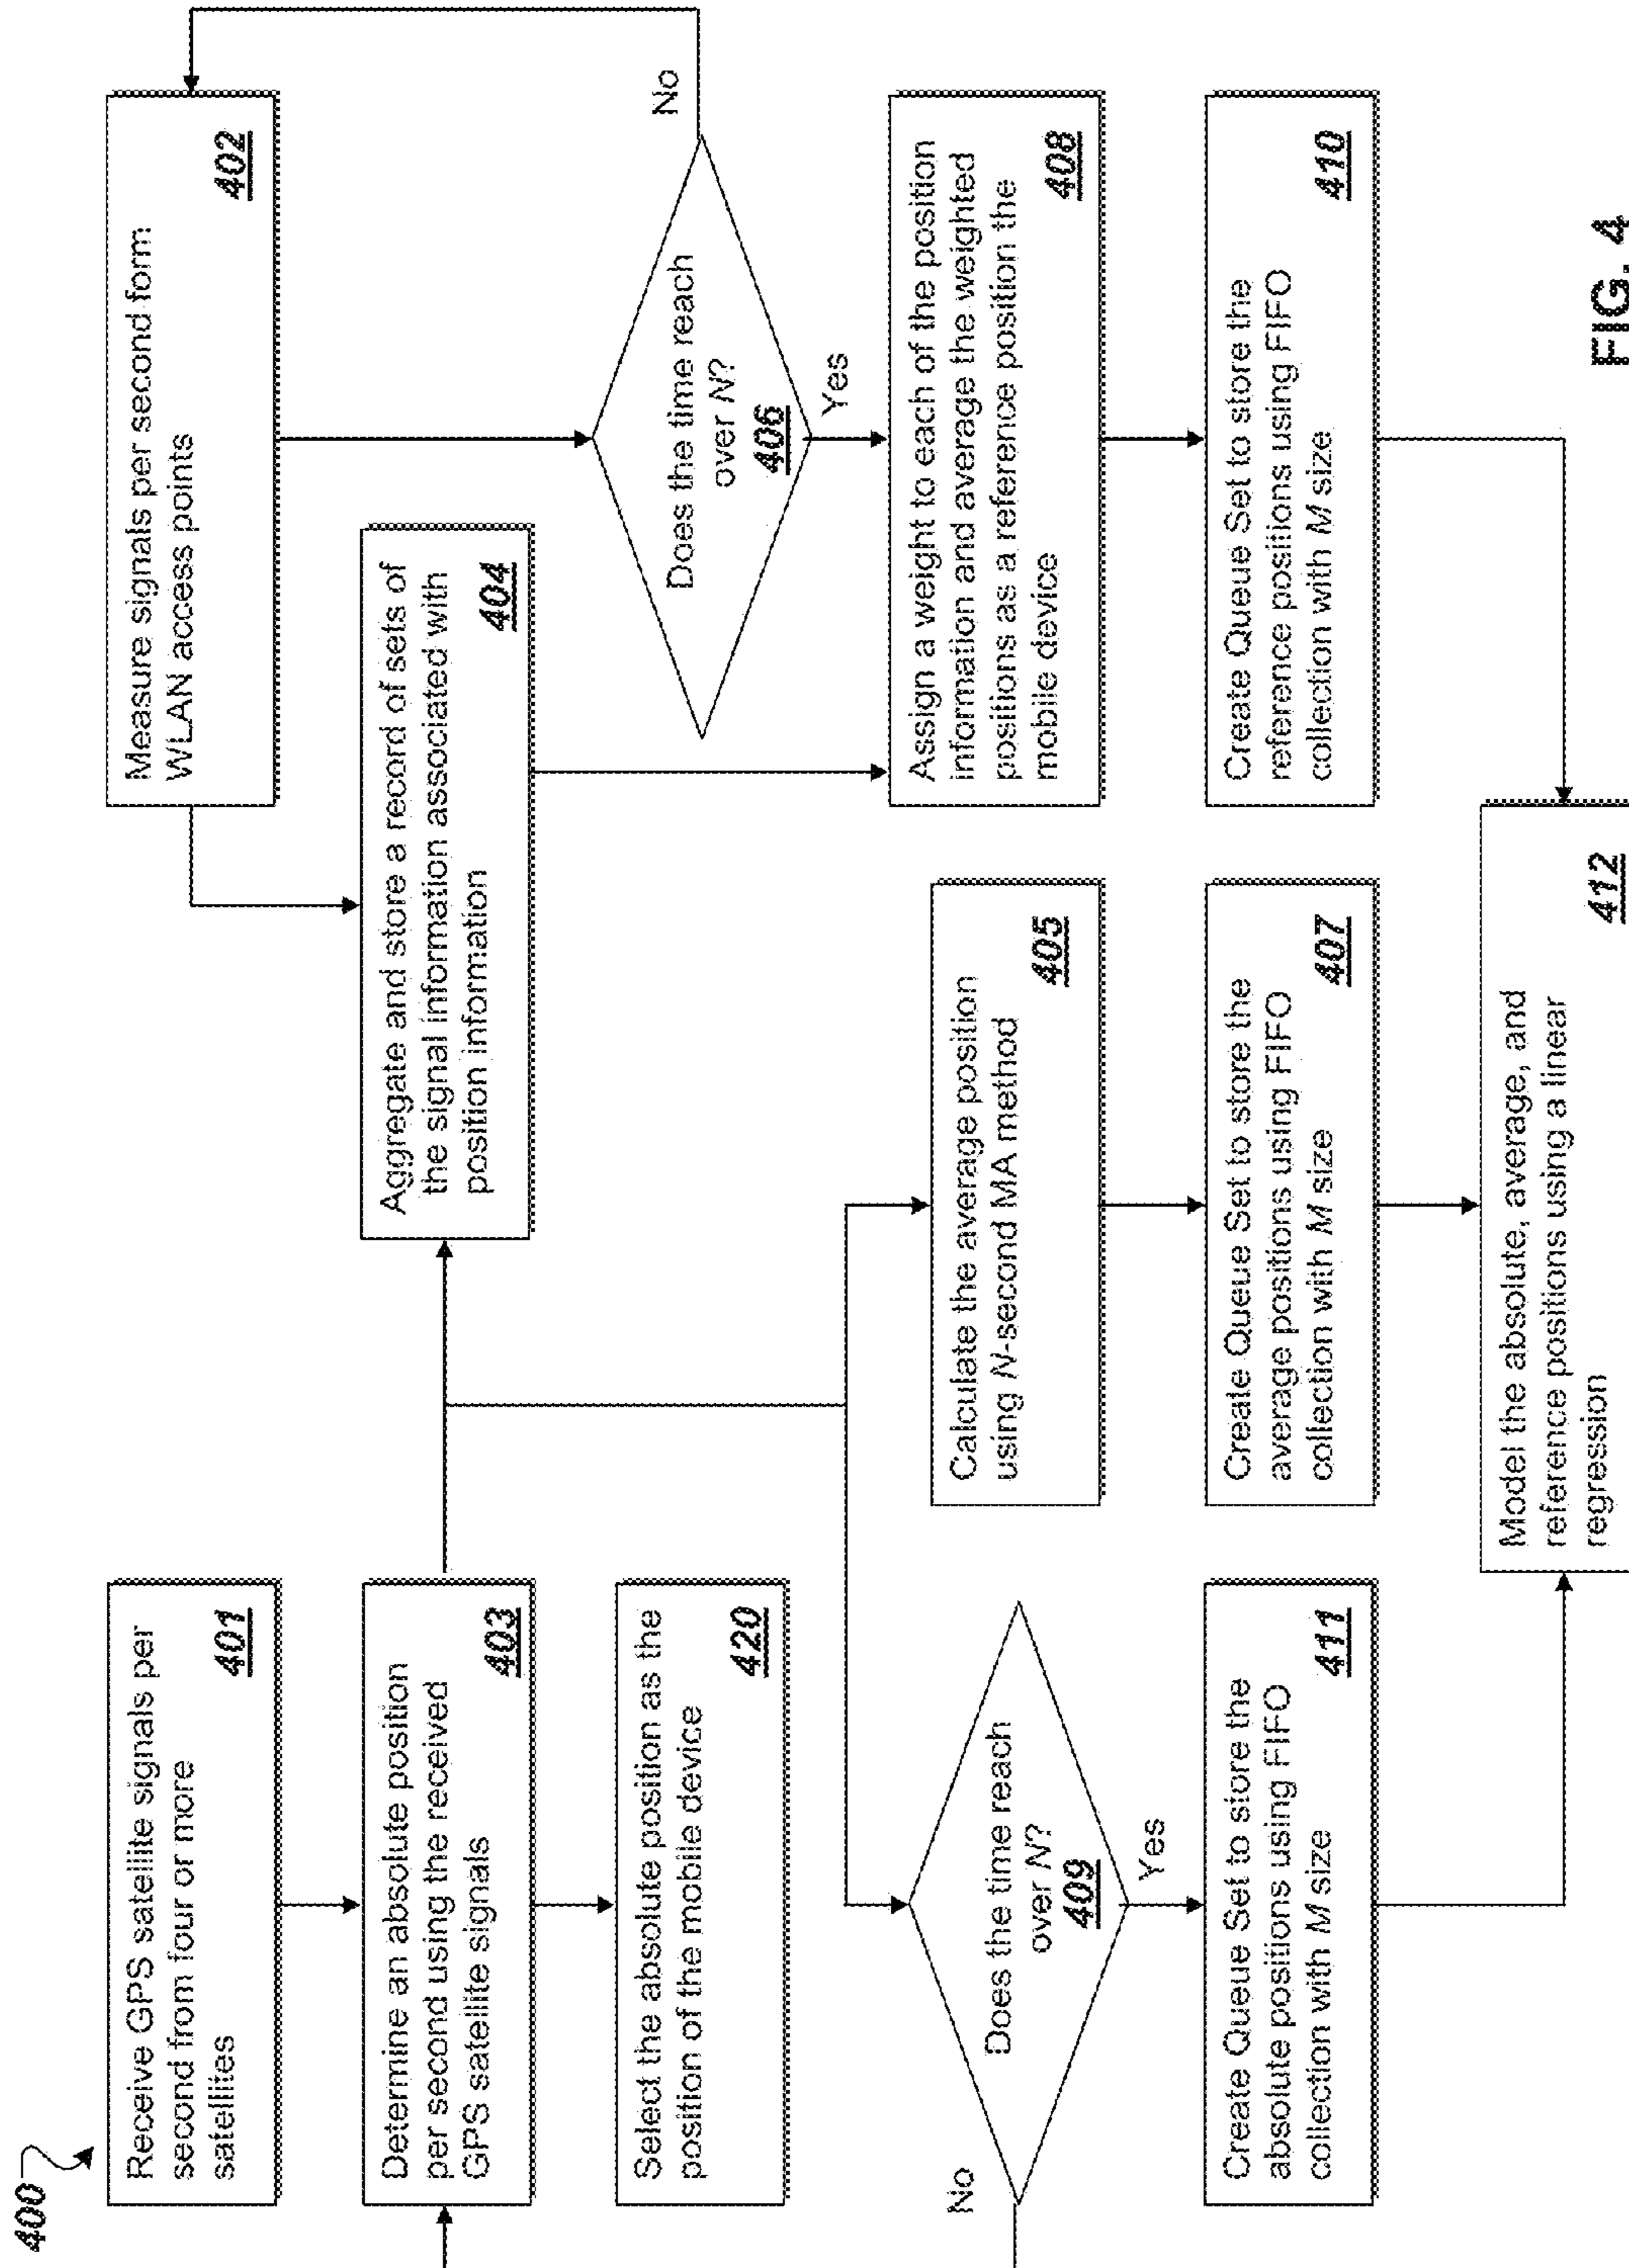 400
Receive GPS satellite signals per
second from four or more
satellites
401
Determine an absolute position
per second using the received
GPS satellite signals
403
Select the absolute position as the
position of the mobile device
420
Measure signals per second form
WLAN access points
402
Aggregate and store a record of sets of
the signal information associated with
position information
404
Does the time reach
over N?
406
No
Yes
Assign a weight to each of the position
information and average the weighted
positions as a reference position the
mobile device
408
Create Queue Set to store the
reference positions using FIFO
collection with M size
410
Calculate the average position
using N-second MA method
405
Create Queue Set to store the
average positions using FIFO
collection with M size
407
No
Does the time reach
over N?
409
Yes
Create Queue Set to store the
absolute positions using FIFO
collection with M size
411
Model the absolute, average, and
reference positions using a linear
regression
412
FIG. 4